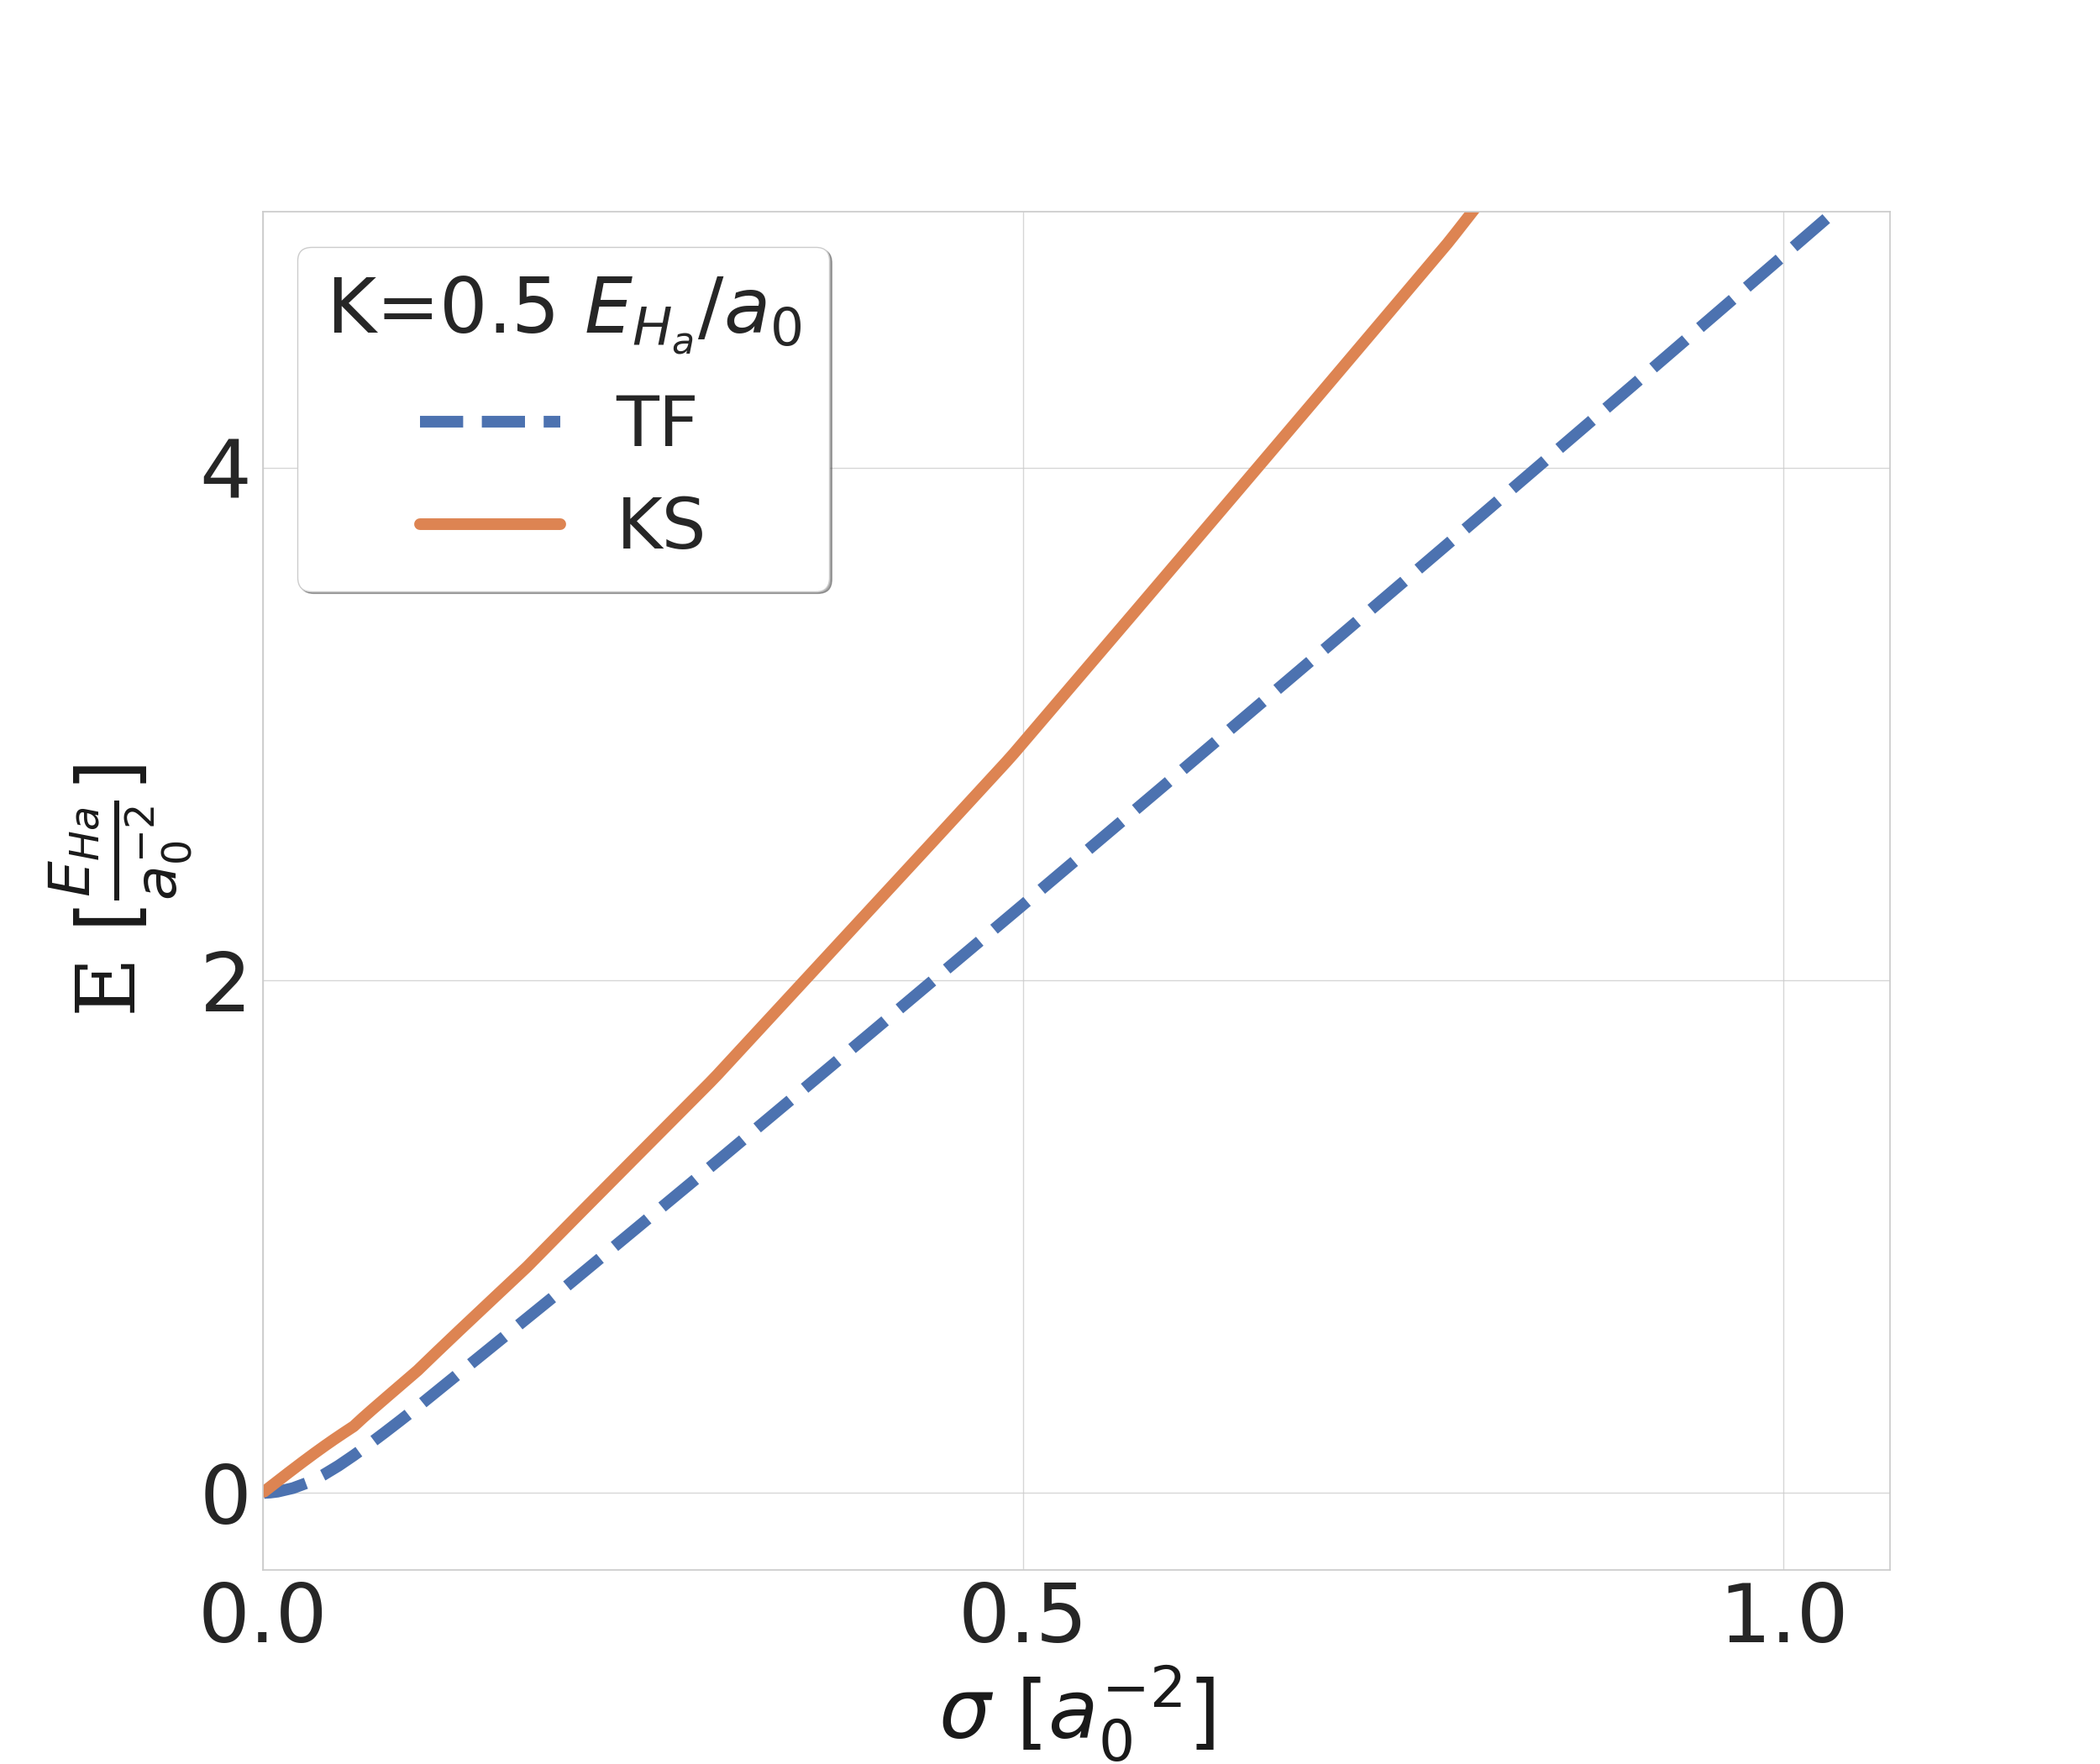 K=0.5 $E_{H_a}/a_0$
TF
KS
4
2
0
E [$\frac{E_{Ha}}{a_0^{-2}}$]
0.0 0.5 1.0
σ [$a_0^{-2}$]